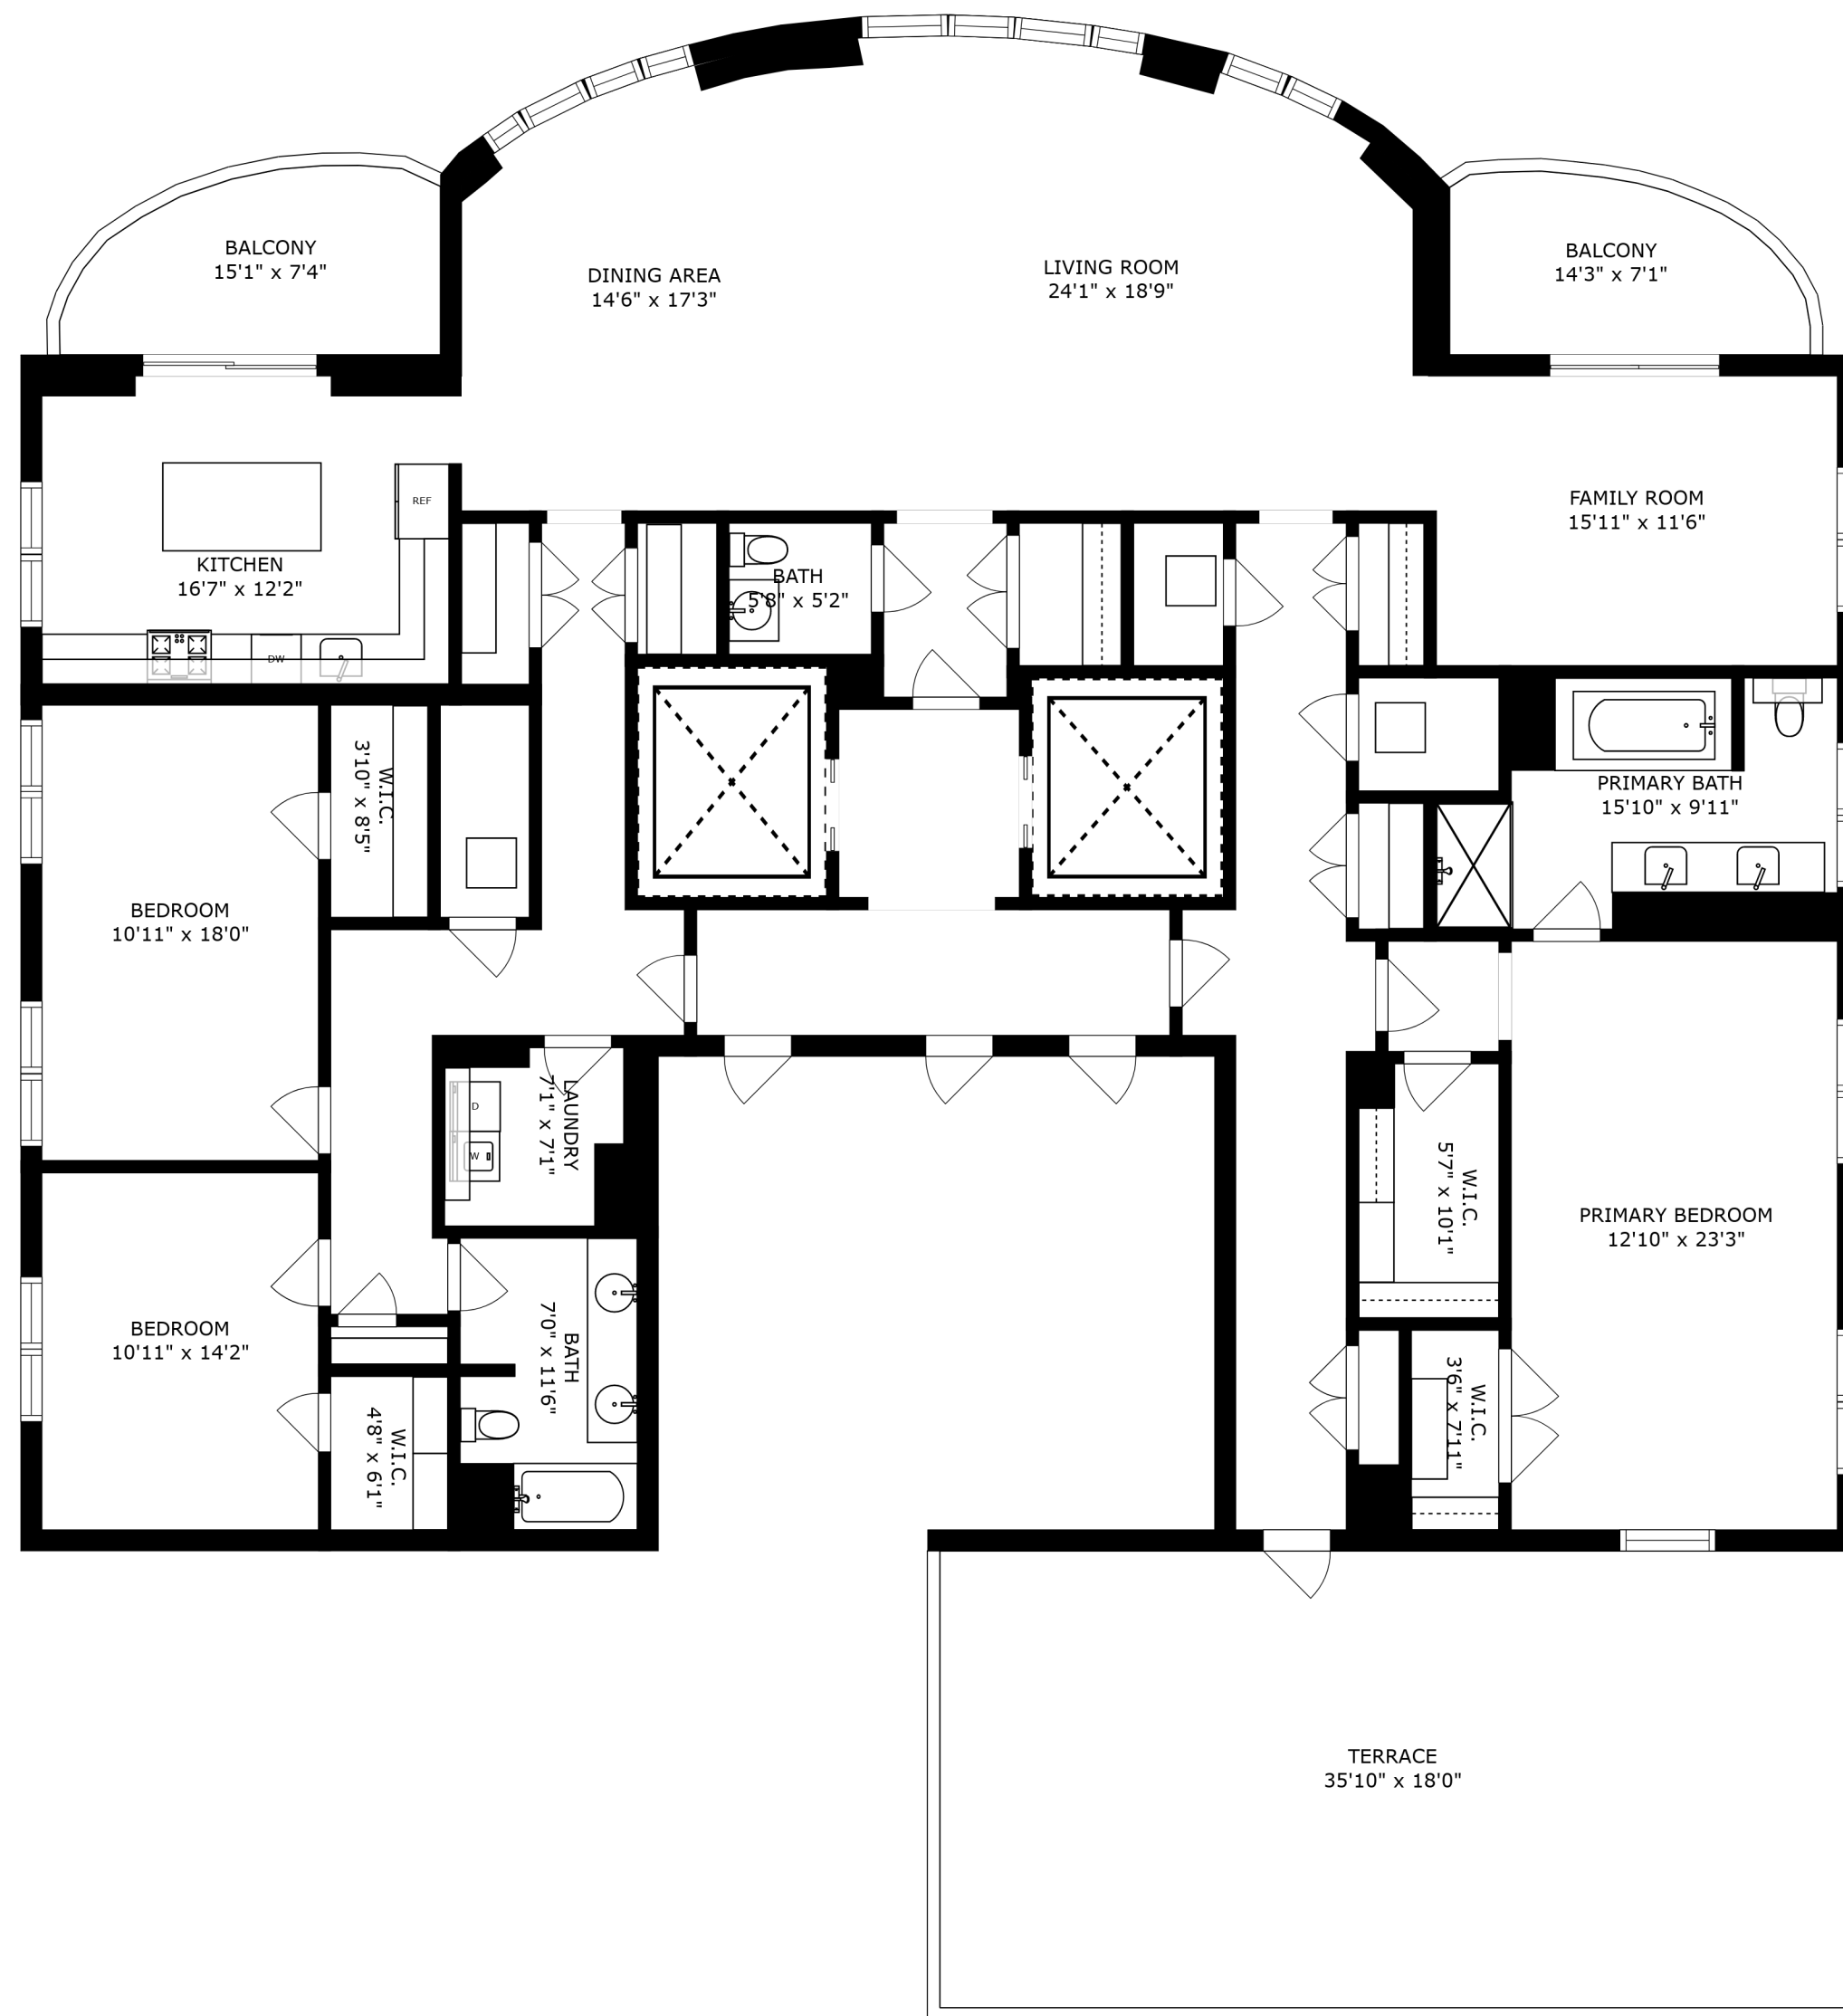 BALCONY
15'1" x 7'4"
DINING AREA
14'6" x 17'3"
LIVING ROOM
24'1" x 18'9"
BALCONY
14'3" x 7'1"
REF
KITCHEN
16'7" x 12'2"
DW
BATH
5'8" x 5'2"
FAMILY ROOM
15'11" x 11'6"
W.I.C.
3'10" x 8'5"
PRIMARY BATH
15'10" x 9'11"
BEDROOM
10'11" x 18'0"
LAUNDRY
7'1" x 7'1"
D
W
W.I.C.
5'7" x 10'1"
PRIMARY BEDROOM
12'10" x 23'3"
BEDROOM
10'11" x 14'2"
BATH
7'0" x 11'6"
W.I.C.
3'6" x 7'11"
W.I.C.
4'8" x 6'1"
TERRACE
35'10" x 18'0"